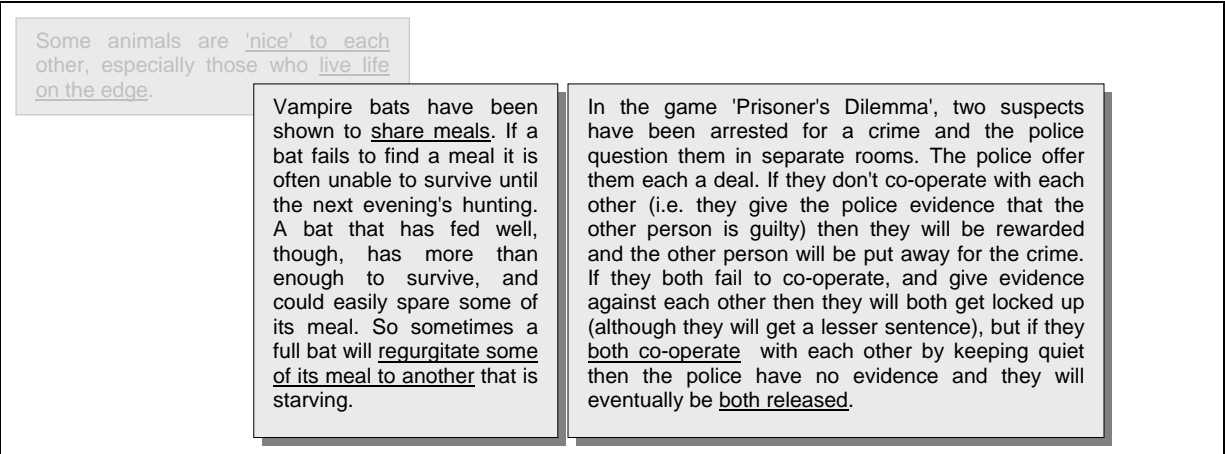 Some animals are 'nice' to each
other, especially those who live life
on the edge.
Vampire bats have been
shown to share meals. If a
bat fails to find a meal it is
often unable to survive until
the next evening's hunting.
A bat that has fed well,
though, has more than
enough to survive, and
could easily spare some of
its meal. So sometimes a
full bat will regurgitate some
of its meal to another that is
starving.
In the game 'Prisoner's Dilemma', two suspects
have been arrested for a crime and the police
question them in separate rooms. The police offer
them each a deal. If they don't co-operate with each
other (i.e. they give the police evidence that the
other person is guilty) then they will be rewarded
and the other person will be put away for the crime.
If they both fail to co-operate, and give evidence
against each other then they will both get locked up
(although they will get a lesser sentence), but if they
both co-operate with each other by keeping quiet
then the police have no evidence and they will
eventually be both released.